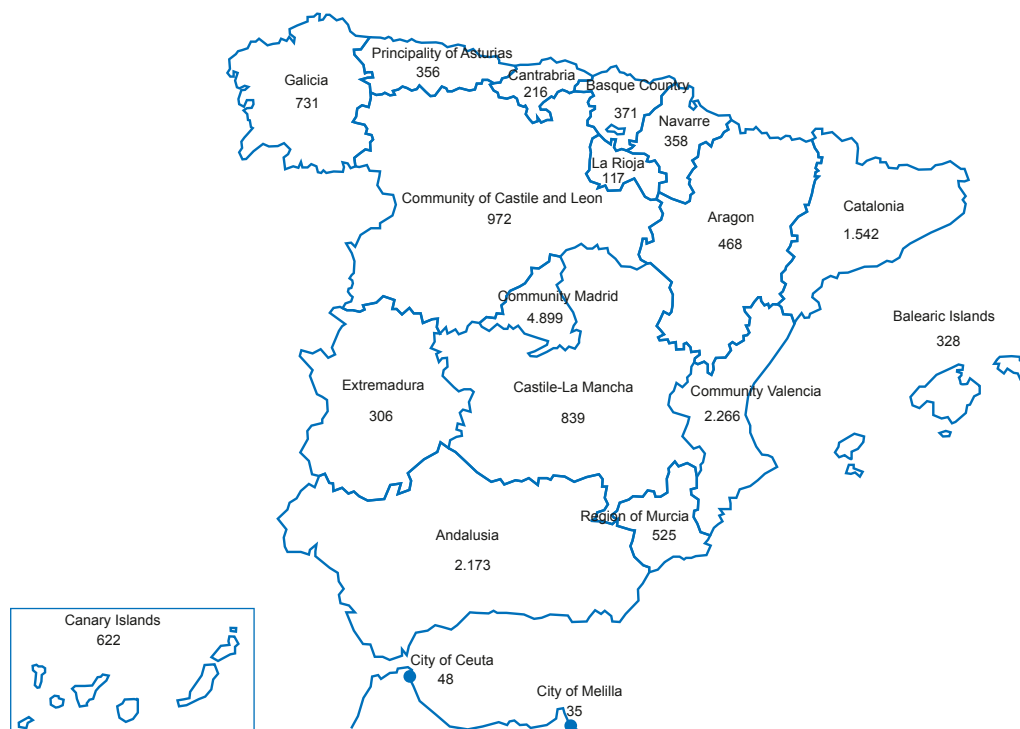 Principality of Asturias
356
Galicia
731
Cantrabria
216
Basque Country
371
Navarre
358
La Rioja
117
Community of Castile and Leon
972
Aragon
468
Catalonia
1.542
Community Madrid
4.899
Balearic Islands
328
Extremadura
306
Castile-La Mancha
839
Community Valencia
2.266
Region of Murcia
525
Andalusia
2.173
Canary Islands
622
City of Ceuta
48
City of Melilla
35